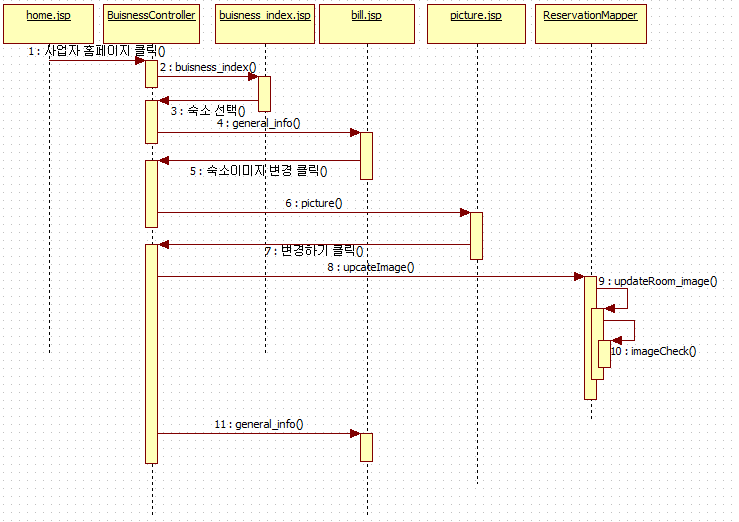 home.jsp
BuisnessController
buisness_index.jsp
bill.jsp
picture.jsp
ReservationMapper
1 : 사업자 홈페이지 클릭()
2 : buisness_index()
3 : 숙소 선택()
4 : general_info()
5 : 숙소이미지 변경 클릭()
6 : picture()
7 : 변경하기 클릭()
8 : upcateImage()
9 : updateRoom_image()
10 : imageCheck()
11 : general_info()